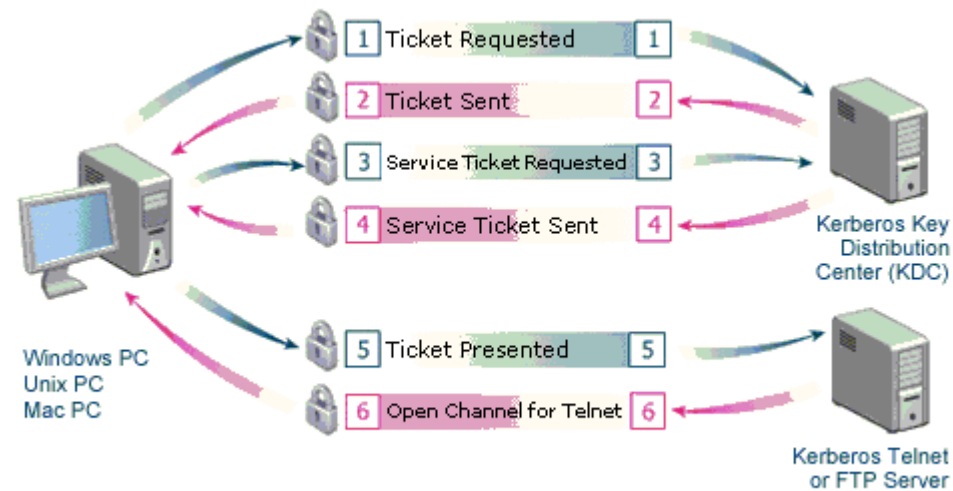 1 Ticket Requested 1
2 Ticket Sent 2
3 Service Ticket Requested 3
4 Service Ticket Sent 4
Kerberos Key
Distribution
Center (KDC)
5 Ticket Presented 5
Windows PC
Unix PC
Mac PC
6 Open Channel for Telnet 6
Kerberos Telnet
or FTP Server